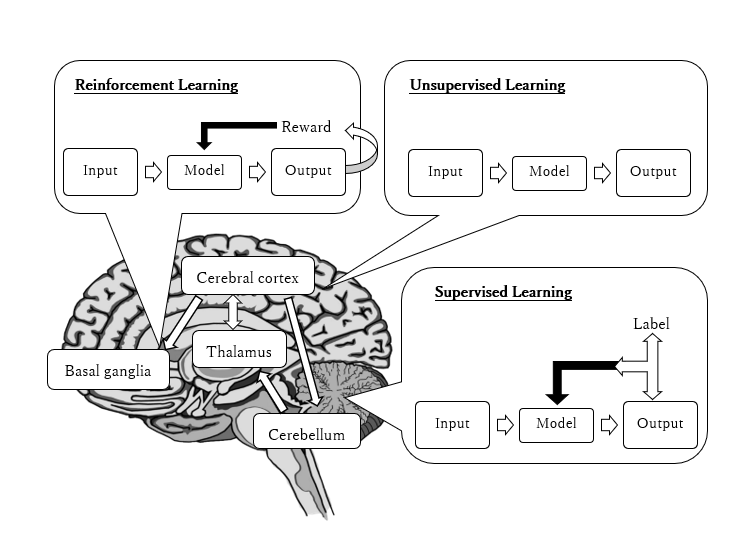 Reinforcement Learning
Reward
Input
Model
Output
Unsupervised Learning
Input
Model
Output
Cerebral cortex
Thalamus
Basal ganglia
Cerebellum
Supervised Learning
Label
Input
Model
Output